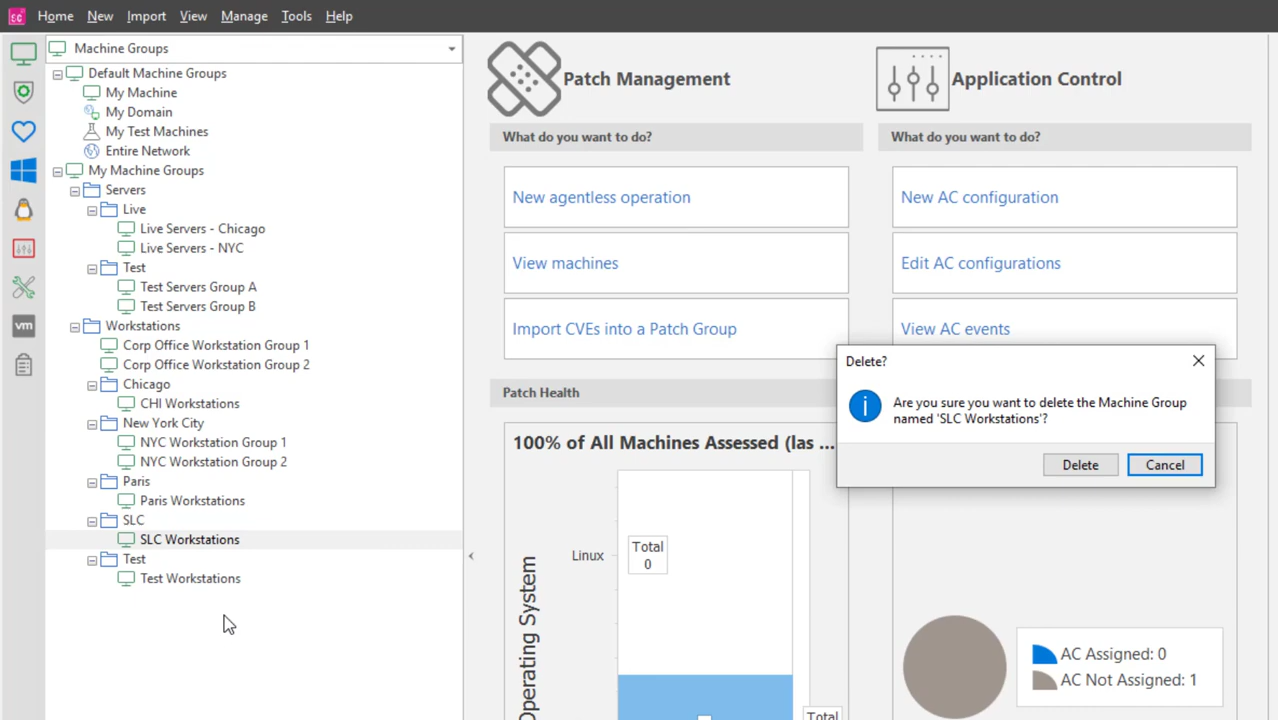 SC
Home New Import View Manage Tools Help
Machine Groups
Default Machine Groups
My Machine
My Domain
My Test Machines
Entire Network
My Machine Groups
Servers
Live
Live Servers - Chicago
Live Servers - NYC
Test
Test Servers Group A
Test Servers Group B
Workstations
Corp Office Workstation Group 1
Corp Office Workstation Group 2
Chicago
CHI Workstations
New York City
NYC Workstation Group 1
NYC Workstation Group 2
Paris
Paris Workstations
SLC
SLC Workstations
Test
Test Workstations
vm
Patch Management
What do you want to do?
New agentless operation
View machines
Import CVEs into a Patch Group
Patch Health
100% of All Machines Assessed (las ...
Operating System
Linux
Total
0
Total
Application Control
What do you want to do?
New AC configuration
Edit AC configurations
View AC events
Delete?
Are you sure you want to delete the Machine Group
named 'SLC Workstations'?
Delete Cancel
AC Assigned: 0
AC Not Assigned: 1